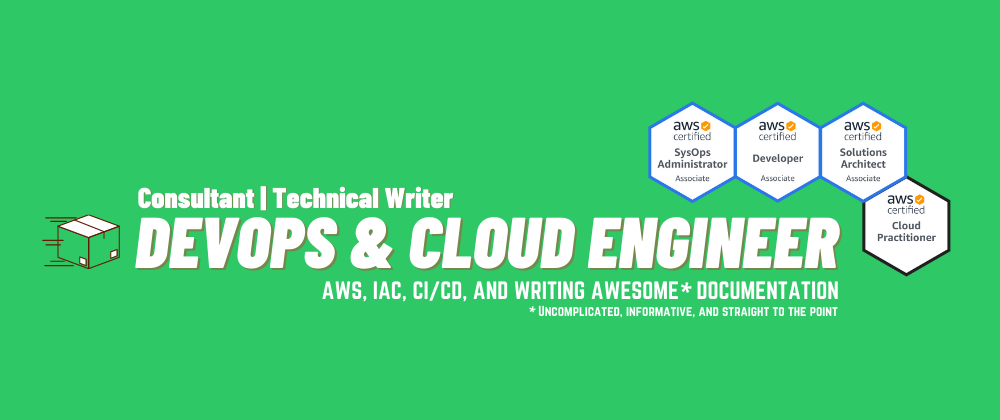 aws
certified
SysOps
Administrator
Associate
aws
certified
Developer
Associate
aws
certified
Solutions
Architect
Associate
aws
certified
Cloud
Practitioner
Consultant | Technical Writer
DEVOPS & CLOUD ENGINEER
AWS, IAC, CI/CD, AND WRITING AWESOME* DOCUMENTATION
* UNCOMPLICATED, INFORMATIVE, AND STRAIGHT TO THE POINT